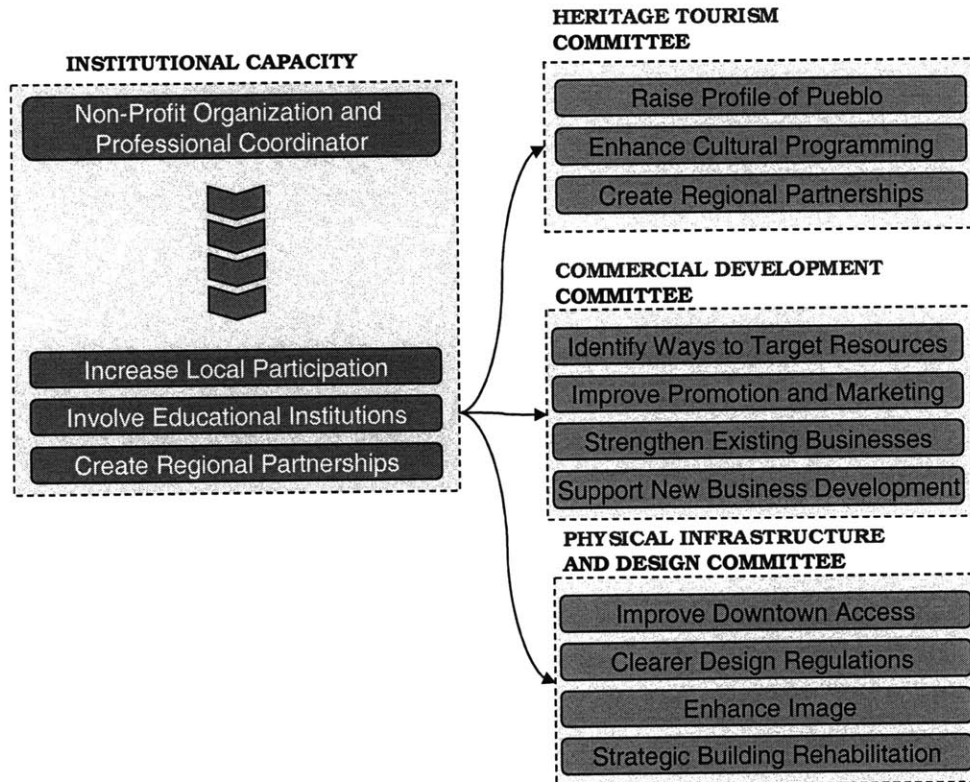 INSTITUTIONAL CAPACITY
Non-Profit Organization and
Professional Coordinator
Increase Local Participation
Involve Educational Institutions
Create Regional Partnerships
HERITAGE TOURISM
COMMITTEE
Raise Profile of Pueblo
Enhance Cultural Programming
Create Regional Partnerships
COMMERCIAL DEVELOPMENT
COMMITTEE
Identify Ways to Target Resources
Improve Promotion and Marketing
Strengthen Existing Businesses
Support New Business Development
PHYSICAL INFRASTRUCTURE
AND DESIGN COMMITTEE
Improve Downtown Access
Clearer Design Regulations
Enhance Image
Strategic Building Rehabilitation